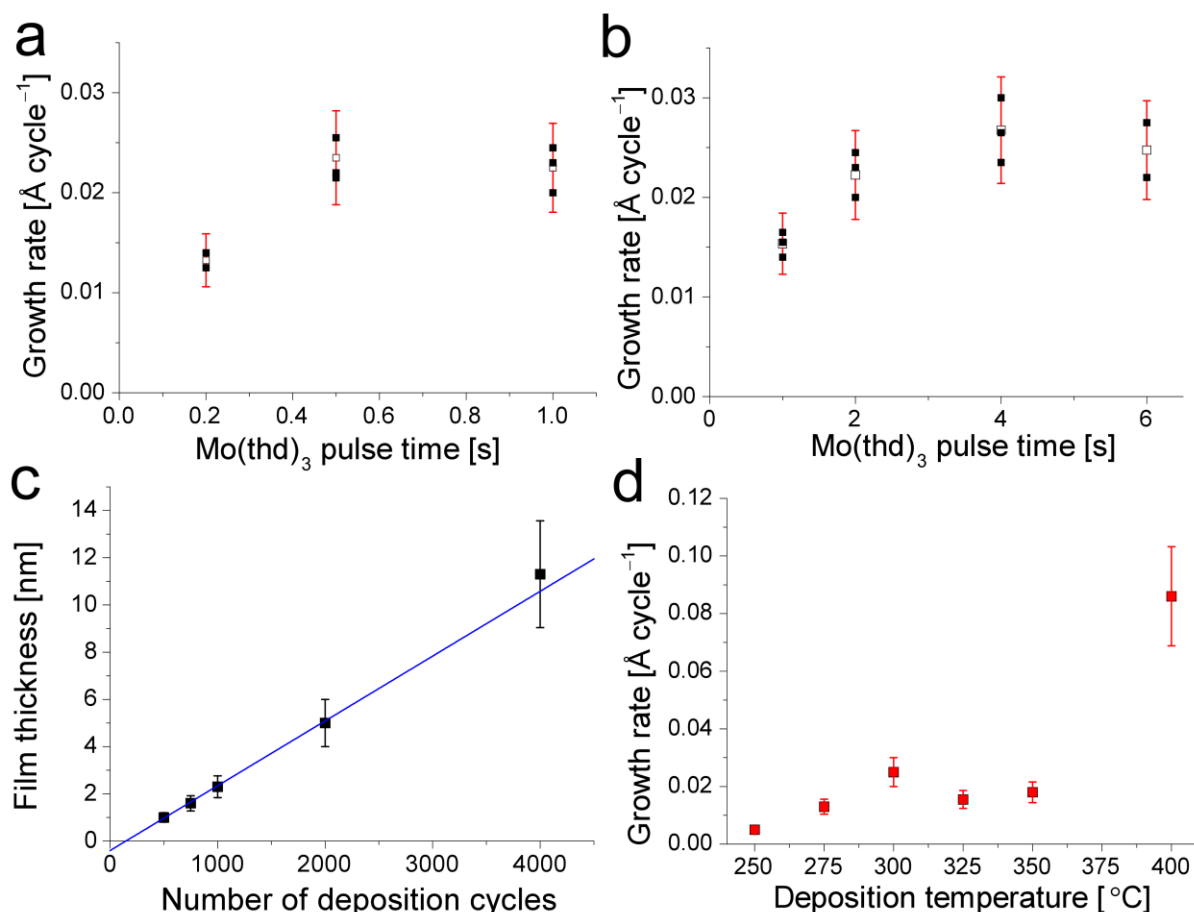 a
Growth rate [Å cycle⁻¹]
0.03
0.02
0.01
0.00
0.0 0.2 0.4 0.6 0.8 1.0
Mo(thd)₃ pulse time [s]
b
Growth rate [Å cycle⁻¹]
0.03
0.02
0.01
0.00
0 2 4 6
Mo(thd)₃ pulse time [s]
c
Film thickness [nm]
14
12
10
8
6
4
2
0
0 1000 2000 3000 4000
Number of deposition cycles
d
Growth rate [Å cycle⁻¹]
0.12
0.10
0.08
0.06
0.04
0.02
0.00
250 275 300 325 350 375 400
Deposition temperature [°C]